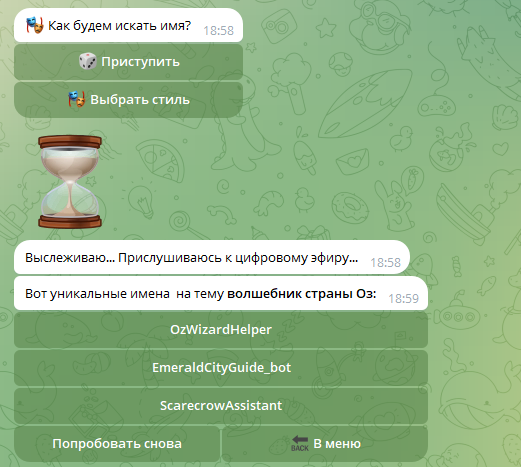 🎭 Как будем искать имя? 18:58
🎲 Приступить
🎭 Выбрать стиль
Выслеживаю... Прислушиваюсь к цифровому эфиру... 18:58
Вот уникальные имена на тему волшебник страны Оз: 18:59
OzWizardHelper
EmeraldCityGuide_bot
ScarecrowAssistant
Попробовать снова
🔙 В меню